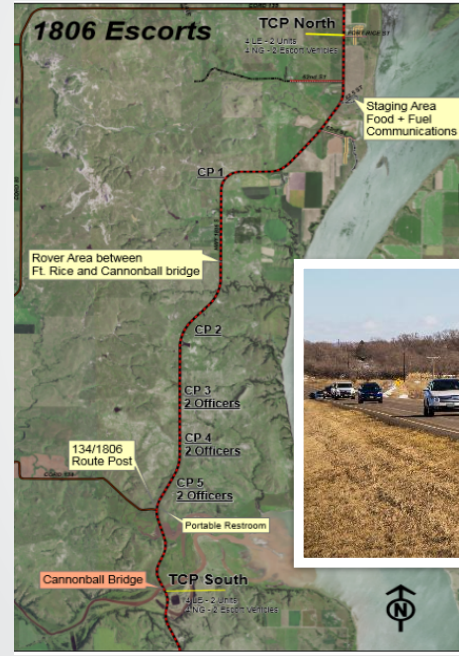 1806 Escorts
TCP North
4 LE - 2 Units
4 NG - 2 Escort Vehicles
Staging Area
Food + Fuel
Communications
CP 1
Rover Area between
Ft. Rice and Cannonball bridge
CP 2
CP 3
2 Officers
CP 4
2 Officers
134/1806
Route Post
CP 5
2 Officers
Portable Restroom
Cannonball Bridge
TCP South
4 LE - 2 Units
4 NG - 2 Escort Vehicles
N